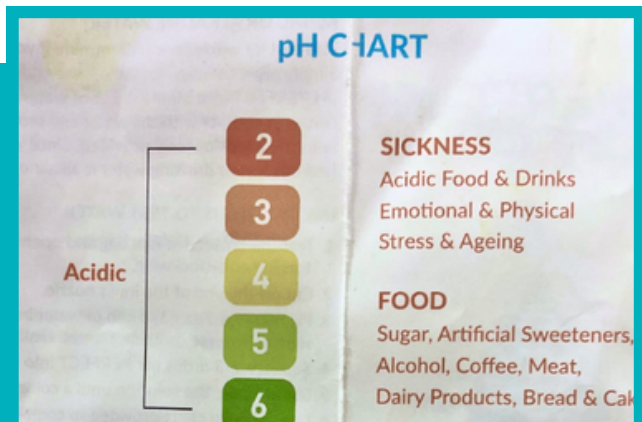 pH CHART
2
3
Acidic
4
5
6
SICKNESS
Acidic Food & Drinks
Emotional & Physical
Stress & Ageing
FOOD
Sugar, Artificial Sweeteners,
Alcohol, Coffee, Meat,
Dairy Products, Bread &